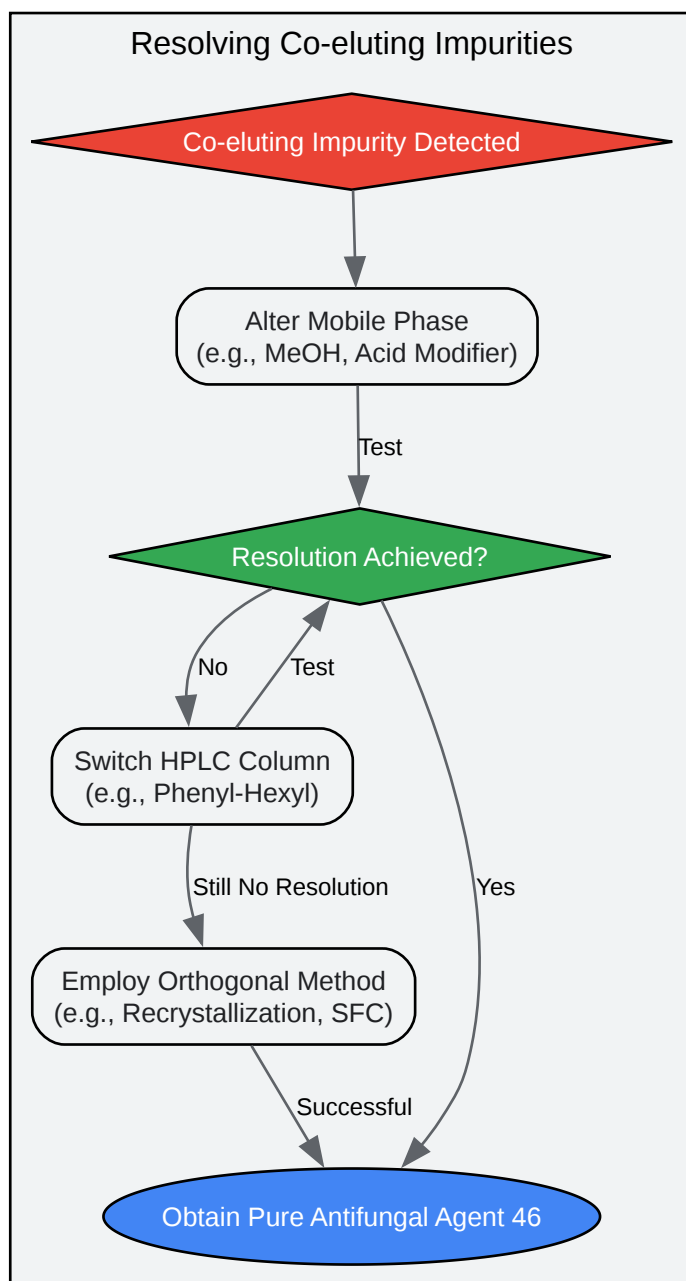 Resolving Co-eluting Impurities
Co-eluting Impurity Detected
Alter Mobile Phase
(e.g., MeOH, Acid Modifier)
Test
Resolution Achieved?
No
Test
Switch HPLC Column
(e.g., Phenyl-Hexyl)
Still No Resolution
Yes
Employ Orthogonal Method
(e.g., Recrystallization, SFC)
Successful
Obtain Pure Antifungal Agent 46